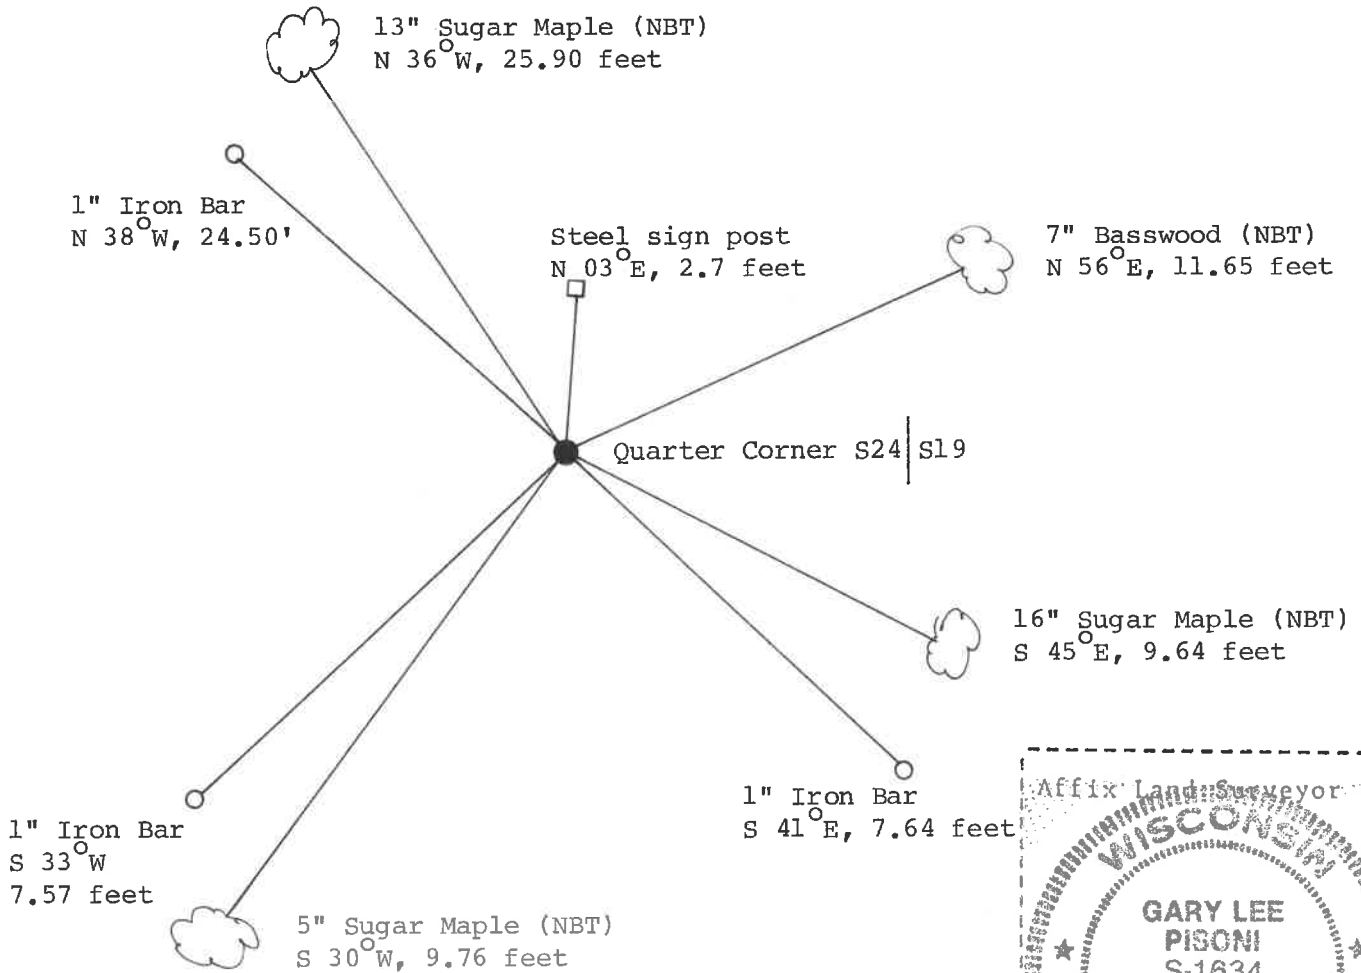 13" Sugar Maple (NBT)
N 36°W, 25.90 feet
1" Iron Bar
N 38°W, 24.50'
Steel sign post
N 03°E, 2.7 feet
7" Basswood (NBT)
N 56°E, 11.65 feet
Quarter Corner S24|S19
16" Sugar Maple (NBT)
S 45°E, 9.64 feet
1" Iron Bar
S 41°E, 7.64 feet
1" Iron Bar
S 33°W
7.57 feet
5" Sugar Maple (NBT)
S 30°W, 9.76 feet
Affix Land Surveyor
WISCONSIN
GARY LEE
PISONI
S-1634